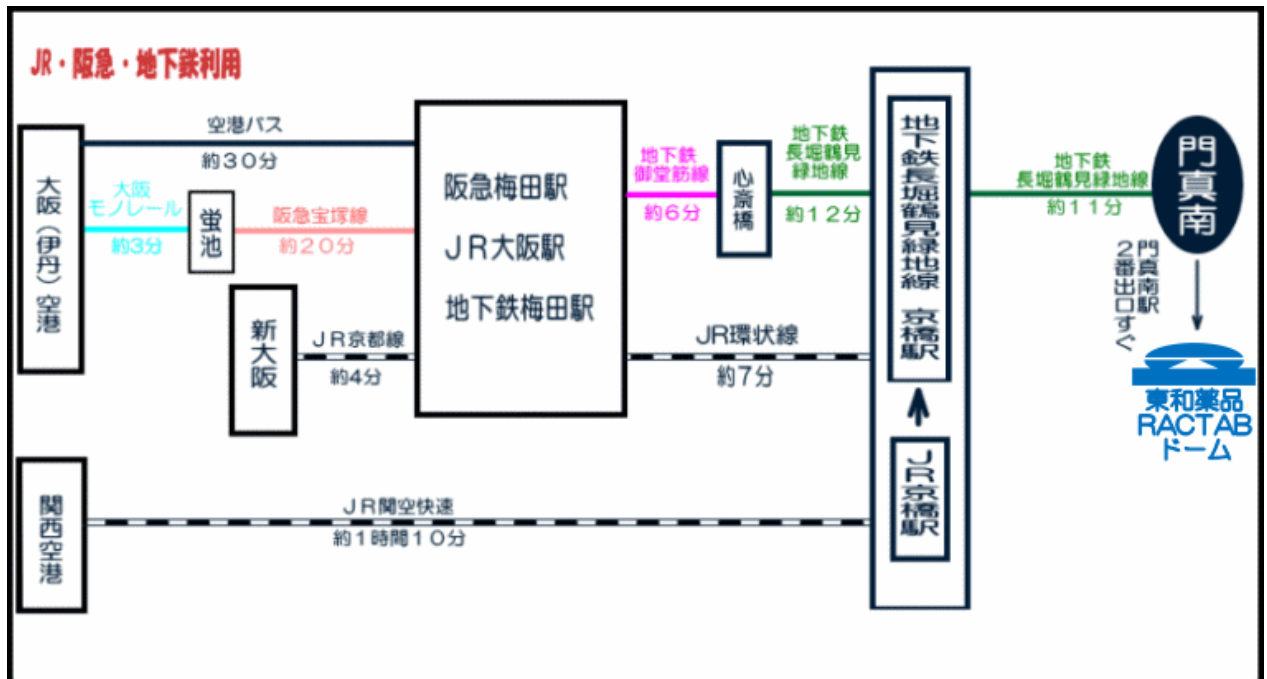 JR・阪急・地下鉄利用
大阪（伊丹）空港
空港バス
約３０分
大阪
モノレール
約3分
蛍池
阪急宝塚線
約２０分
新大阪
ＪＲ京都線
約4分
阪急梅田駅
ＪＲ大阪駅
地下鉄梅田駅
地下鉄
御堂筋線
約６分
心斎橋
地下鉄
長堀鶴見
緑地線
約１２分
JR環状線
約７分
地下鉄長堀鶴見緑地線 京橋駅
JR京橋駅
地下鉄
長堀鶴見緑地線
約１１分
門真南
門真南駅
２番出口すぐ
東和薬品
RACTAB
ドーム
関西空港
ＪＲ関空快速
約１時間１０分